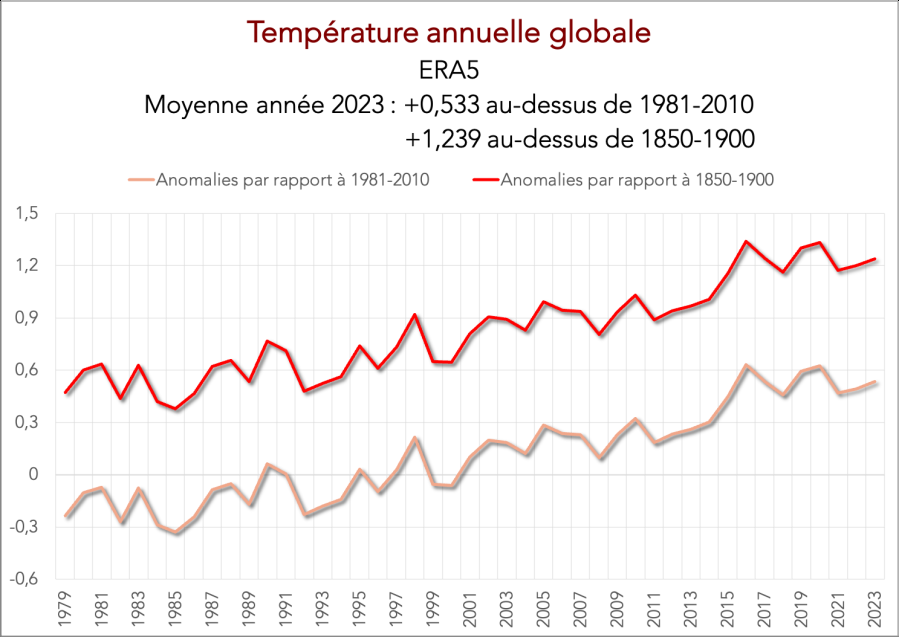 Température annuelle globale
ERA5
Moyenne année 2023 : +0,533 au-dessus de 1981-2010
+1,239 au-dessus de 1850-1900
Anomalies par rapport à 1981-2010 Anomalies par rapport à 1850-1900
1,5
1,2
0,9
0,6
0,3
0
-0,3
-0,6
1979 1981 1983 1985 1987 1989 1991 1993 1995 1997 1999 2001 2003 2005 2007 2009 2011 2013 2015 2017 2019 2021 2023